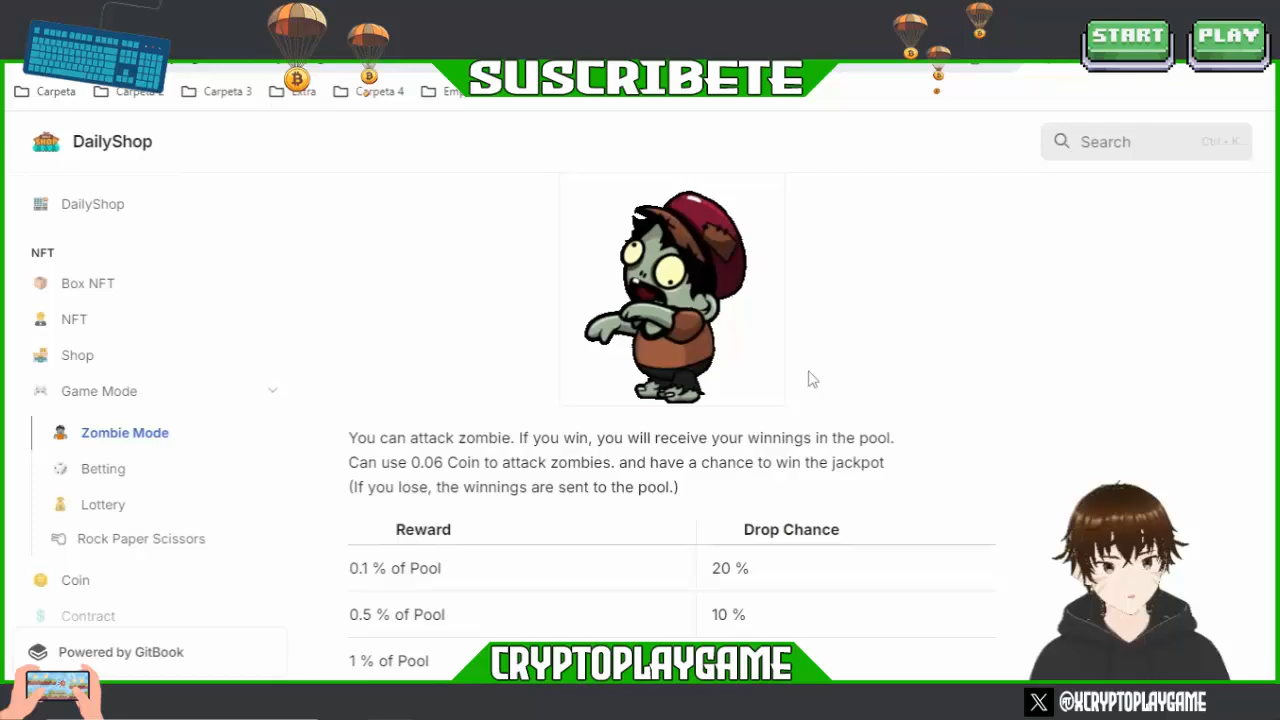 START
PLAY
SUSCRIBETE
Carpeta
Carpeta 2
Carpeta 3
Extra
Carpeta 4
DailyShop
Search
Ctrl + K
DailyShop
NFT
Box NFT
NFT
Shop
Game Mode
Zombie Mode
Betting
Lottery
Rock Paper Scissors
Coin
Contract
Powered by GitBook
You can attack zombie. If you win, you will receive your winnings in the pool.
Can use 0.06 Coin to attack zombies. and have a chance to win the jackpot
(If you lose, the winnings are sent to the pool.)
Reward Drop Chance
0.1 % of Pool 20 %
0.5 % of Pool 10 %
1 % of Pool
CRYPTOPLAYGAME
X @XCRYPTOPLAYGAME